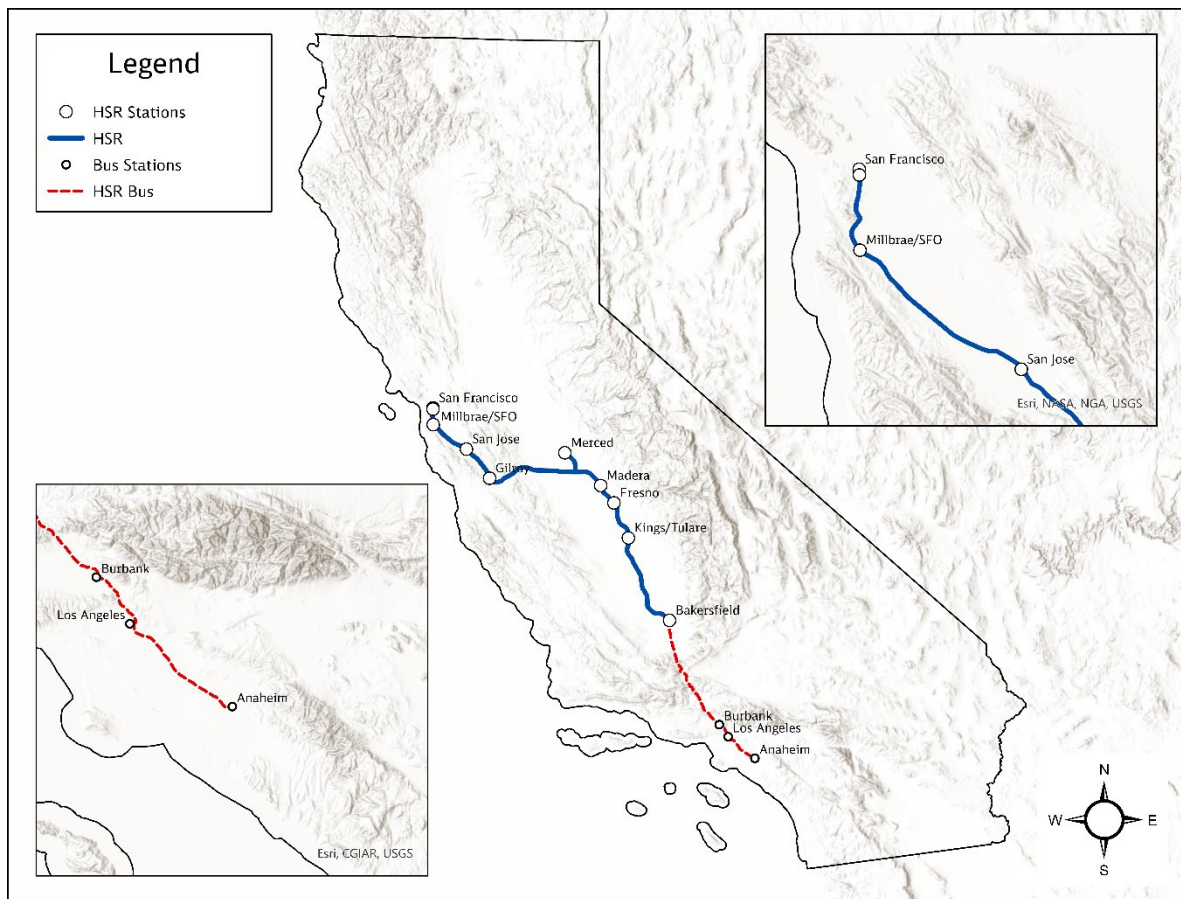 Legend
HSR Stations
HSR
Bus Stations
HSR Bus
San Francisco
Millbrae/SFO
San Jose
Esri, NASA, NGA, USGS
San Francisco
Millbrae/SFO
San Jose
Gilroy
Merced
Madera
Fresno
Kings/Tulare
Bakersfield
Burbank
Los Angeles
Anaheim
Burbank
Los Angeles
Anaheim
Esri, CGIAR, USGS
N
W E
S